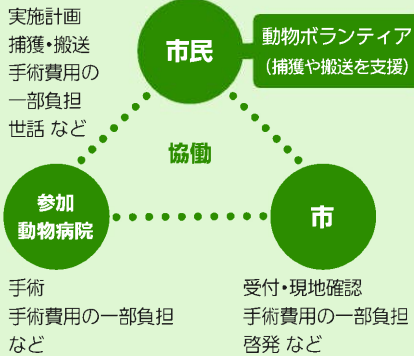 実施計画
捕獲・搬送
手術費用の
一部負担
世話 など
市民
動物ボランティア
(捕獲や搬送を支援)
協働
参加
動物病院
市
手術
手術費用の一部負担
など
受付・現地確認
手術費用の一部負担
啓発 など